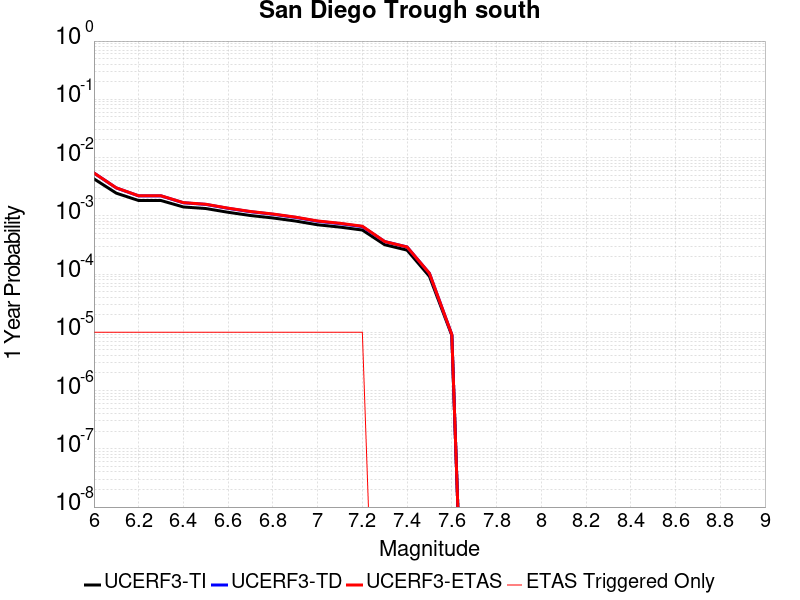 San Diego Trough south
10^0
10^-1
10^-2
10^-3
10^-4
10^-5
10^-6
10^-7
10^-8
1 Year Probability
6 6.2 6.4 6.6 6.8 7 7.2 7.4 7.6 7.8 8 8.2 8.4 8.6 8.8 9
Magnitude
UCERF3-TI UCERF3-TD UCERF3-ETAS ETAS Triggered Only